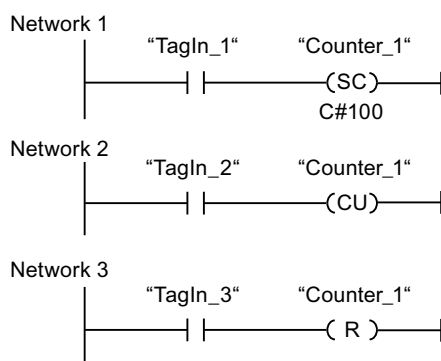 Network 1
“TagIn_1“ “Counter_1“
SC
C#100
Network 2
“TagIn_2“ “Counter_1“
CU
Network 3
“TagIn_3“ “Counter_1“
R